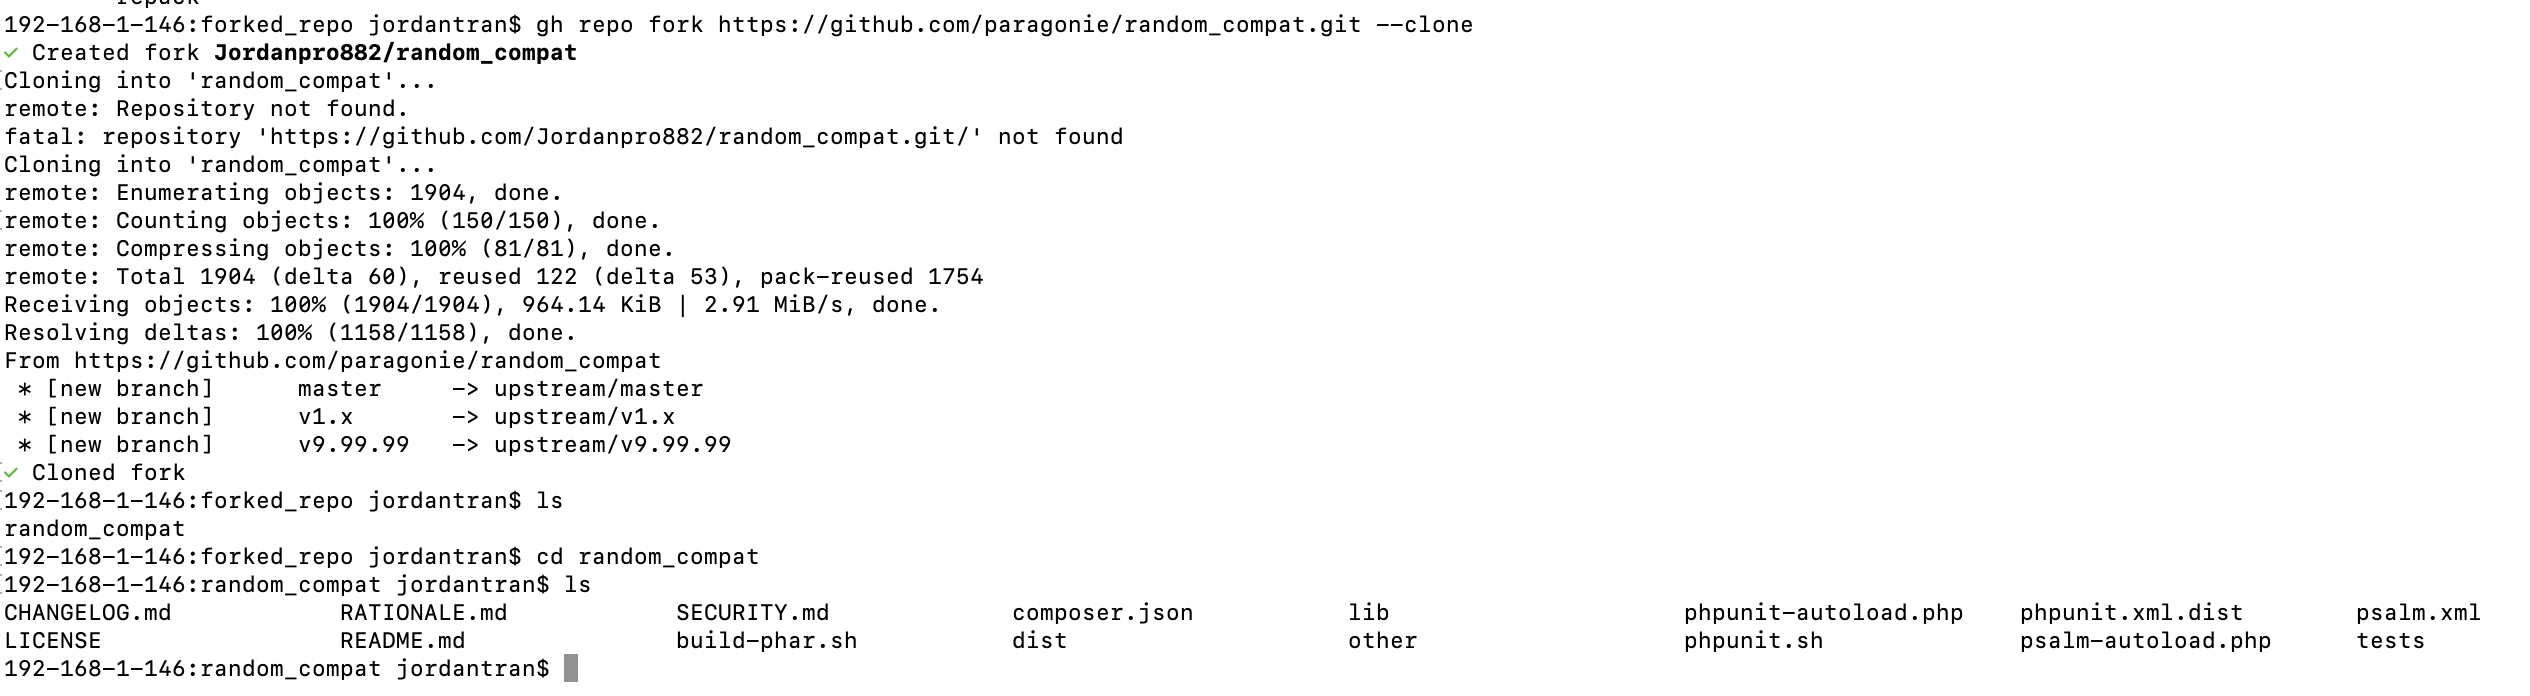 repack
192-168-1-146:forked_repo jordantran$ gh repo fork https://github.com/paragonie/random_compat.git --clone
✓ Created fork Jordanpro882/random_compat
Cloning into 'random_compat'...
remote: Repository not found.
fatal: repository 'https://github.com/Jordanpro882/random_compat.git/' not found
Cloning into 'random_compat'...
remote: Enumerating objects: 1904, done.
remote: Counting objects: 100% (150/150), done.
remote: Compressing objects: 100% (81/81), done.
remote: Total 1904 (delta 60), reused 122 (delta 53), pack-reused 1754
Receiving objects: 100% (1904/1904), 964.14 KiB | 2.91 MiB/s, done.
Resolving deltas: 100% (1158/1158), done.
From https://github.com/paragonie/random_compat
 * [new branch]      master     -> upstream/master
 * [new branch]      v1.x       -> upstream/v1.x
 * [new branch]      v9.99.99   -> upstream/v9.99.99
✓ Cloned fork
192-168-1-146:forked_repo jordantran$ ls
random_compat
192-168-1-146:forked_repo jordantran$ cd random_compat
192-168-1-146:random_compat jordantran$ ls
CHANGELOG.md            RATIONALE.md            SECURITY.md             composer.json           lib                     phpunit-autoload.php    phpunit.xml.dist        psalm.xml
LICENSE                 README.md               build-phar.sh           dist                    other                   phpunit.sh              psalm-autoload.php      tests
192-168-1-146:random_compat jordantran$